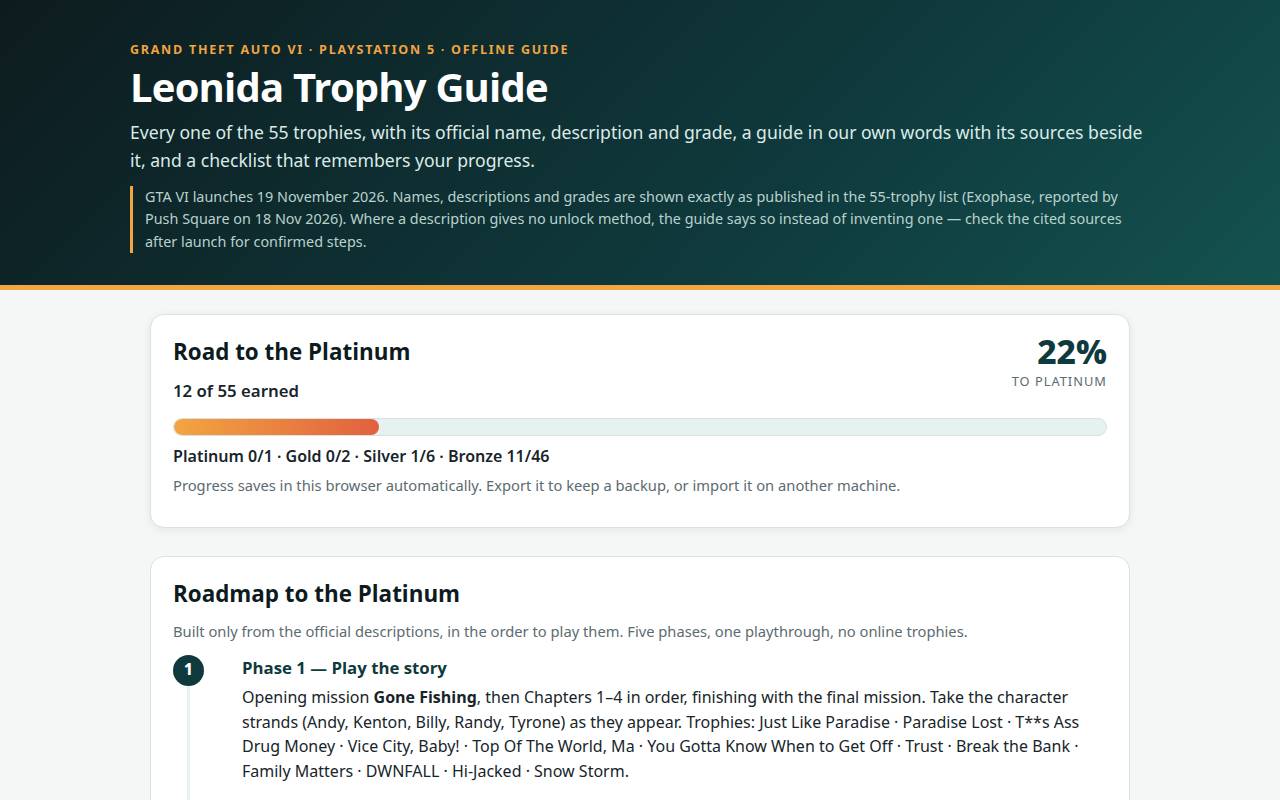 GRAND THEFT AUTO VI · PLAYSTATION 5 · OFFLINE GUIDE
Leonida Trophy Guide
Every one of the 55 trophies, with its official name, description and grade, a guide in our own words with its sources beside
it, and a checklist that remembers your progress.
GTA VI launches 19 November 2026. Names, descriptions and grades are shown exactly as published in the 55-trophy list (Exophase, reported by
Push Square on 18 Nov 2026). Where a description gives no unlock method, the guide says so instead of inventing one — check the cited sources
after launch for confirmed steps.
Road to the Platinum
22%
TO PLATINUM
12 of 55 earned
Platinum 0/1 · Gold 0/2 · Silver 1/6 · Bronze 11/46
Progress saves in this browser automatically. Export it to keep a backup, or import it on another machine.
Roadmap to the Platinum
Built only from the official descriptions, in the order to play them. Five phases, one playthrough, no online trophies.
1
Phase 1 — Play the story
Opening mission Gone Fishing, then Chapters 1–4 in order, finishing with the final mission. Take the character
strands (Andy, Kenton, Billy, Randy, Tyrone) as they appear. Trophies: Just Like Paradise · Paradise Lost · T**s Ass
Drug Money · Vice City, Baby! · Top Of The World, Ma · You Gotta Know When to Get Off · Trust · Break the Bank ·
Family Matters · DWNFALL · Hi-Jacked · Snow Storm.